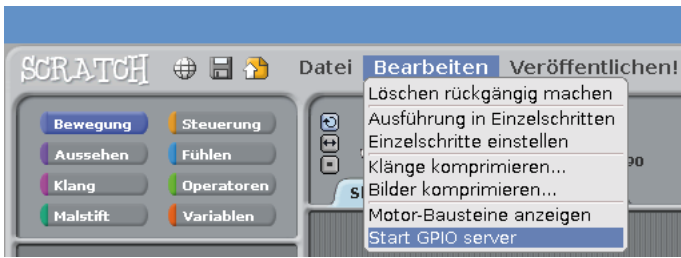 SCRATCH Datei Bearbeiten Veröffentlichen!
Löschen rückgängig machen
Ausführung in Einzelschritten
Einzelschritte einstellen
Klänge komprimieren...
Bilder komprimieren...
Motor-Bausteine anzeigen
Start GPIO server
Bewegung Steuerung
Aussehen Fühlen
Klang Operatoren
Malstift Variablen